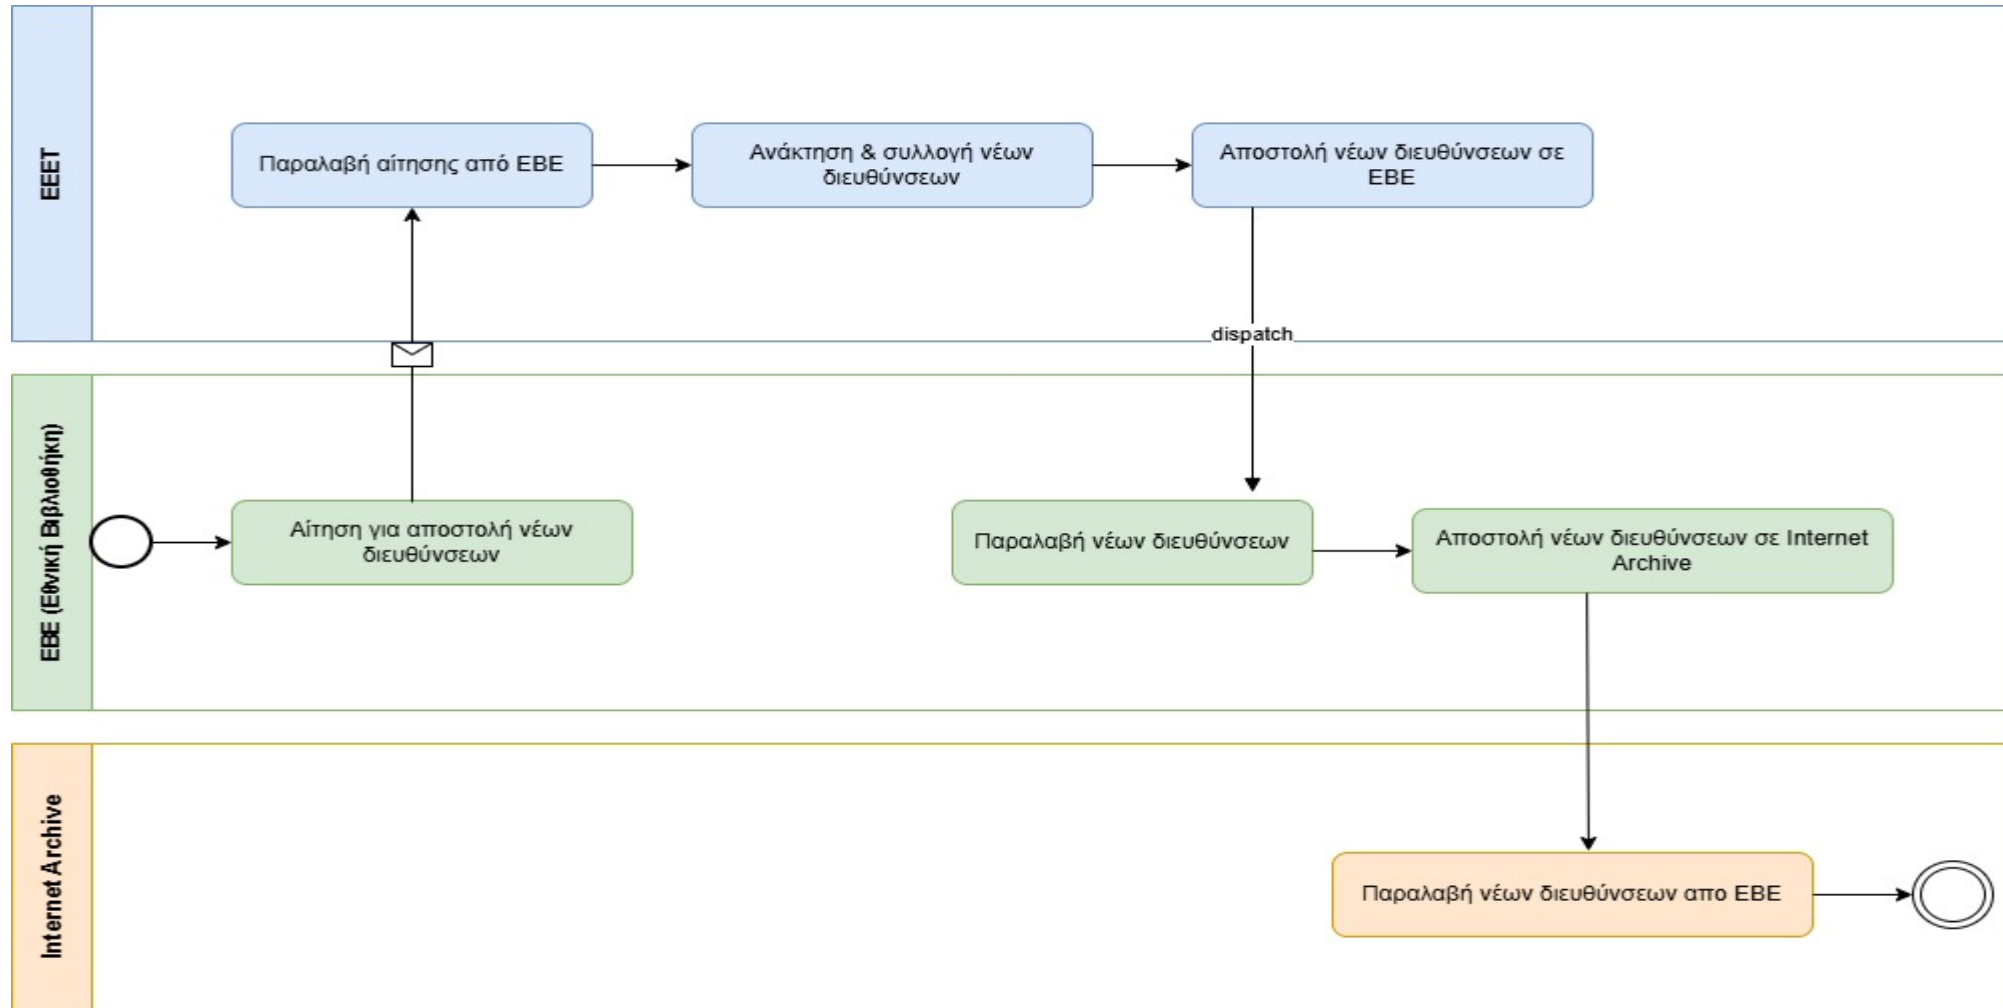 ΕΕΕΤ
Παραλαβή αίτησης από ΕΒΕ
Ανάκτηση & συλλογή νέων
διευθύνσεων
Αποστολή νέων διευθύνσεων σε
ΕΒΕ
dispatch
ΕΒΕ (Εθνική Βιβλιοθήκη)
Αίτηση για αποστολή νέων
διευθύνσεων
Παραλαβή νέων διευθύνσεων
Αποστολή νέων διευθύνσεων σε Internet
Archive
Internet Archive
Παραλαβή νέων διευθύνσεων απο ΕΒΕ